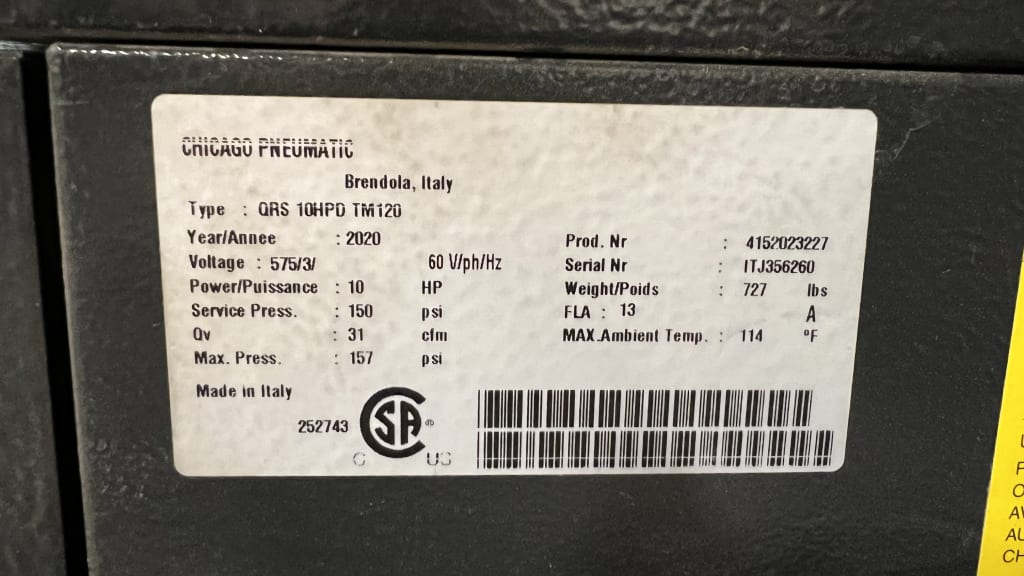 CHICAGO PNEUMATIC
Brendola, Italy
Type : QRS 10HPD TM120
Year/Annee : 2020
Voltage : 575/3/ 60 V/ph/Hz
Power/Puissance : 10 HP
Service Press. : 150 psi
Qv : 31 cfm
Max. Press. : 157 psi
Made in Italy
252743
CSA ®
C US
Prod. Nr : 4152023227
Serial Nr : ITJ356260
Weight/Poids : 727 lbs
FLA : 13 A
MAX.Ambient Temp. : 114 °F